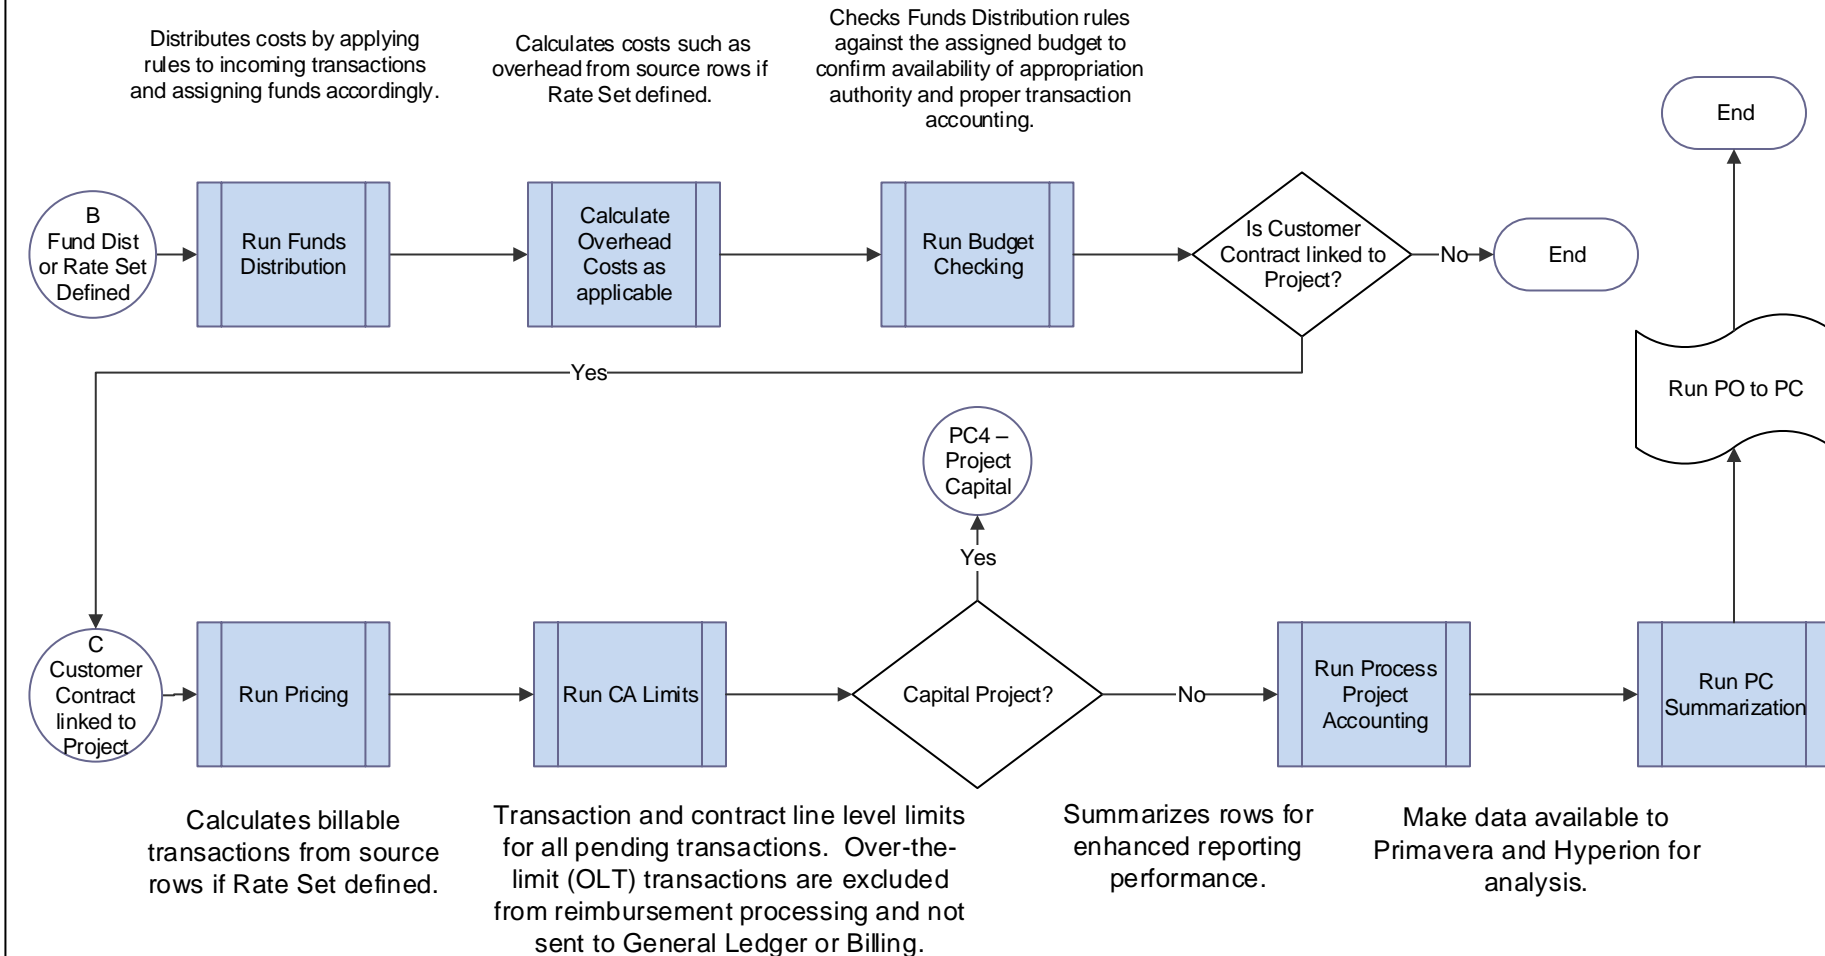 Distributes costs by applying
rules to incoming transactions
and assigning funds accordingly.
Calculates costs such as
overhead from source rows if
Rate Set defined.
Checks Funds Distribution rules
against the assigned budget to
confirm availability of appropriation
authority and proper transaction
accounting.
End
B
Fund Dist
or Rate Set
Defined
Run Funds
Distribution
Calculate
Overhead
Costs as
applicable
Run Budget
Checking
Is Customer
Contract linked to
Project?
No
End
Yes
Run PO to PC
PC4 –
Project
Capital
Yes
C
Customer
Contract
linked to
Project
Run Pricing
Run CA Limits
Capital Project?
No
Run Process
Project
Accounting
Run PC
Summarization
Calculates billable
transactions from source
rows if Rate Set defined.
Transaction and contract line level limits
for all pending transactions.  Over-the-
limit (OLT) transactions are excluded
from reimbursement processing and not
sent to General Ledger or Billing.
Summarizes rows for
enhanced reporting
performance.
Make data available to
Primavera and Hyperion for
analysis.